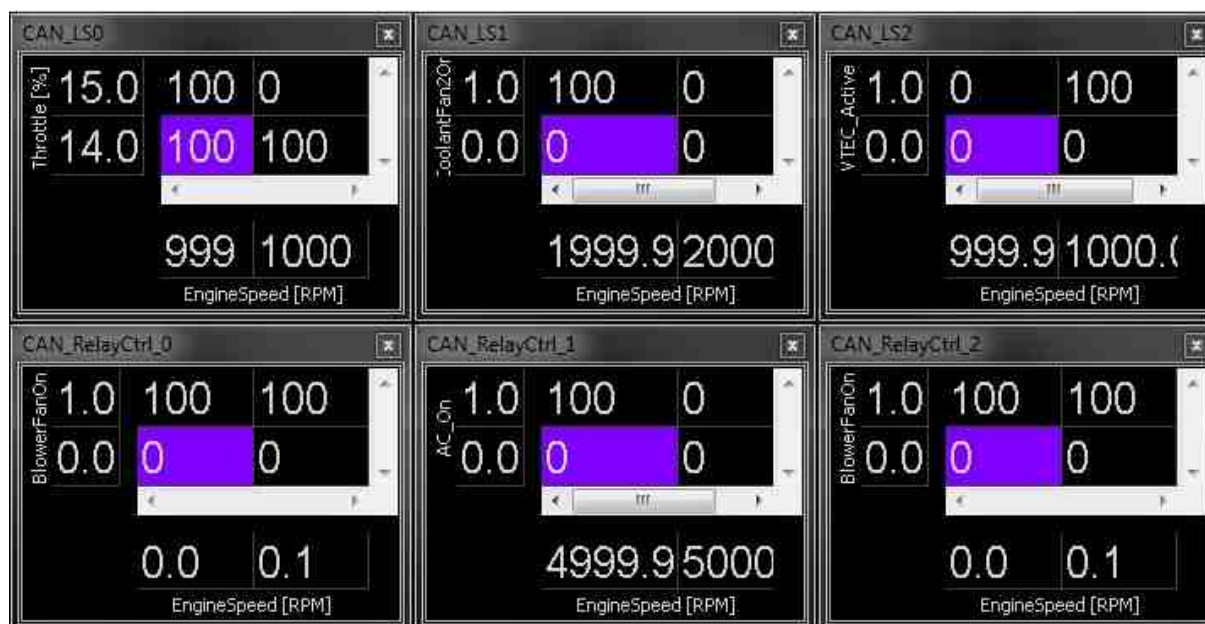 CAN_LS0
Throttle [%]
15.0 100 0
14.0 100 100
999 1000
EngineSpeed [RPM]
CAN_LS1
CoolantFan2On
1.0 100 0
0.0 0 0
1999.9 2000
EngineSpeed [RPM]
CAN_LS2
VTEC_Active
1.0 0 100
0.0 0 0
999.9 1000.0
EngineSpeed [RPM]
CAN_RelayCtrl_0
BlowerFanOn
1.0 100 100
0.0 0 0
0.0 0.1
EngineSpeed [RPM]
CAN_RelayCtrl_1
AC_On
1.0 100 0
0.0 0 0
4999.9 5000
EngineSpeed [RPM]
CAN_RelayCtrl_2
BlowerFanOn
1.0 100 100
0.0 0 0
0.0 0.1
EngineSpeed [RPM]